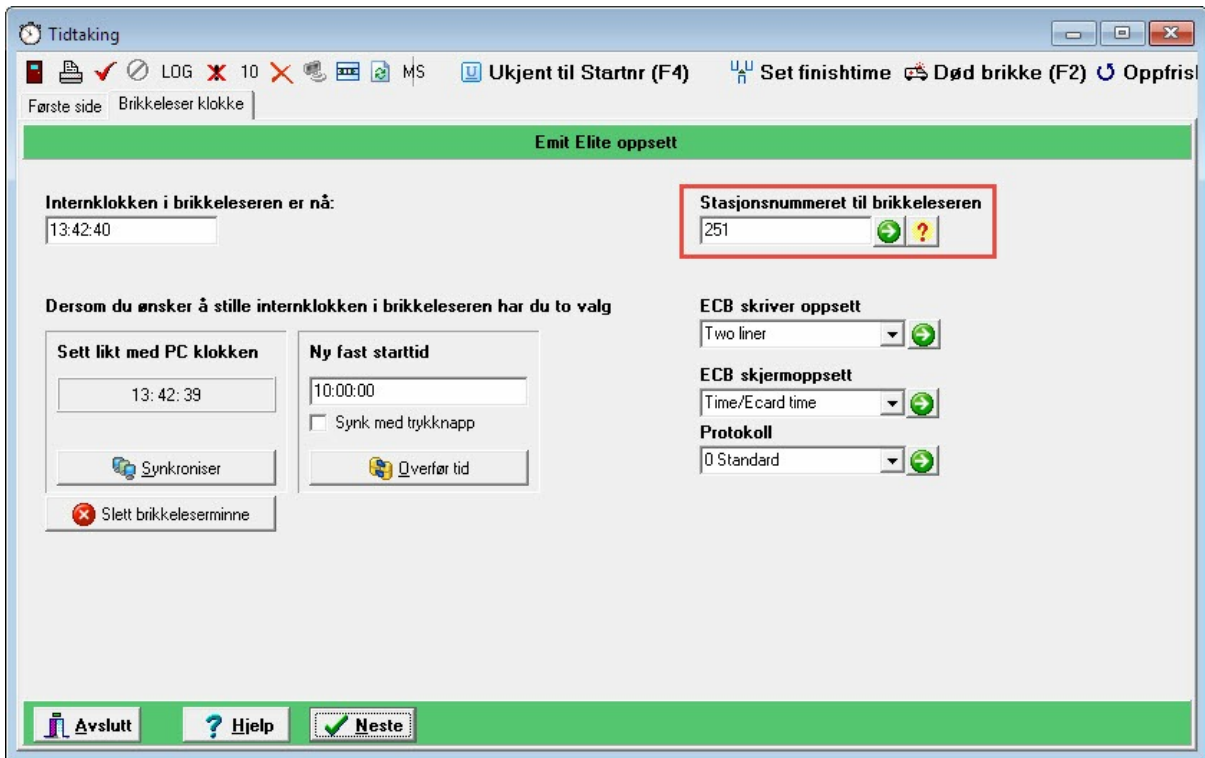 Tidtaking
LOG 10 MS Ukjent til Startnr (F4) Set finishtime Død brikke (F2) Oppfris
Første side Brikkeleser klokke
Emit Elite oppsett
Internklokken i brikkeleseren er nå:
13:42:40
Stasjonsnummeret til brikkeleseren
251
Dersom du ønsker å stille internklokken i brikkeleseren har du to valg
Sett likt med PC klokken
13:42:39
Synkroniser
Slett brikkeleserminne
Ny fast starttid
10:00:00
Synk med trykknapp
Overfør tid
ECB skriver oppsett
Two liner
ECB skjermoppsett
Time/Ecard time
Protokoll
0 Standard
Avslutt Hjelp Neste